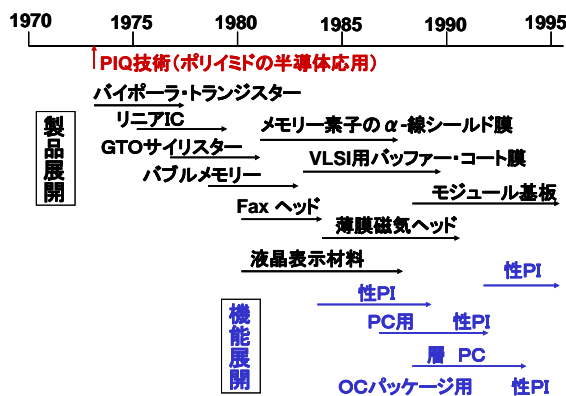 1970 1975 1980 1985 1990 1995
PIQ技術(ポリイミドの半導体応用)
バイポーラ・トランジスター
リニアIC
メモリー素子のα-線シールド膜
GTOサイリスター
VLSI用バッファー・コート膜
バブルメモリー
モジュール基板
Fax ヘッド
薄膜磁気ヘッド
液晶表示材料
性PI
性PI
PC用 性PI
層 PC
OCパッケージ用 性PI
製品展開
機能展開